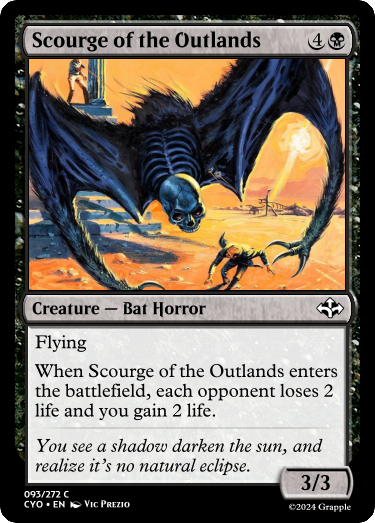 Scourge of the Outlands 4
Creature — Bat Horror
Flying
When Scourge of the Outlands enters
the battlefield, each opponent loses 2
life and you gain 2 life.
You see a shadow darken the sun, and
realize it's no natural eclipse.
3/3
093/272 C
CYO • EN Vic Prezio
©2024 Grapple